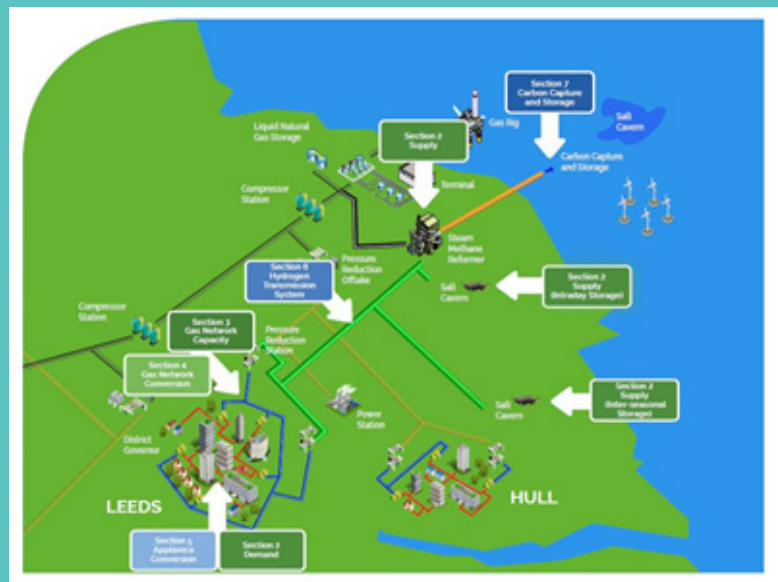 Section 7
Carbon Capture
and Storage
Salt
Cavern
Gas Rig
Liquid Natural
Gas Storage
Section 2
Supply
Carbon Capture
and Storage
Terminal
Compressor
Station
Steam
Methane
Reformer
Pressure
Reduction
Offtake
Section 6
Hydrogen
Transmission
System
Salt
Cavern
Section 2
Supply
(Intraday Storage)
Compressor
Station
Section 3
Gas Network
Capacity
Pressure
Reduction
Station
Section 4
Gas Network
Conversion
Salt
Cavern
Section 2
Supply
(Inter-seasonal
Storage)
Power
Station
District
Governor
LEEDS
HULL
Section 5
Appliance
Conversion
Section 2
Demand